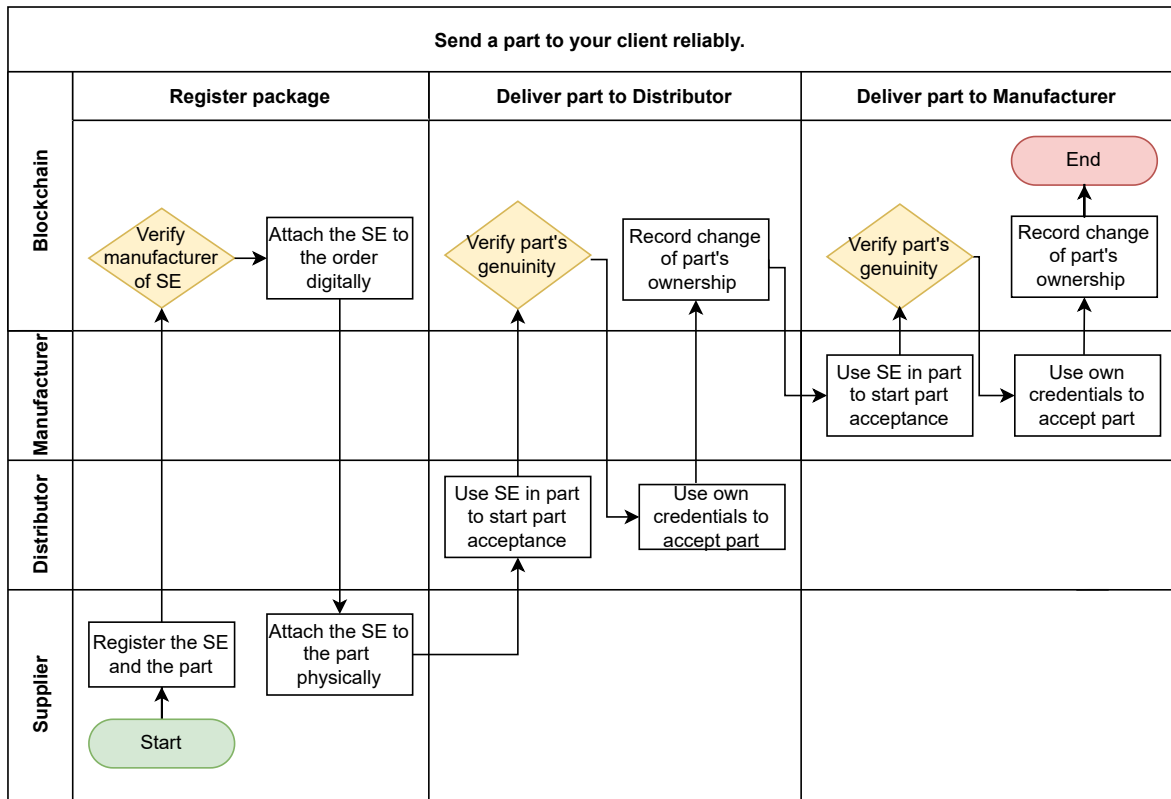 Send a part to your client reliably.
Register package
Deliver part to Distributor
Deliver part to Manufacturer
Blockchain
Verify
manufacturer
of SE
Attach the SE to
the order
digitally
Verify part's
genuinity
Record change
of part's
ownership
Verify part's
genuinity
End
Record change
of part's
ownership
Manufacturer
Use SE in part
to start part
acceptance
Use own
credentials to
accept part
Distributor
Use SE in part
to start part
acceptance
Use own
credentials to
accept part
Supplier
Register the SE
and the part
Start
Attach the SE to
the part
physically